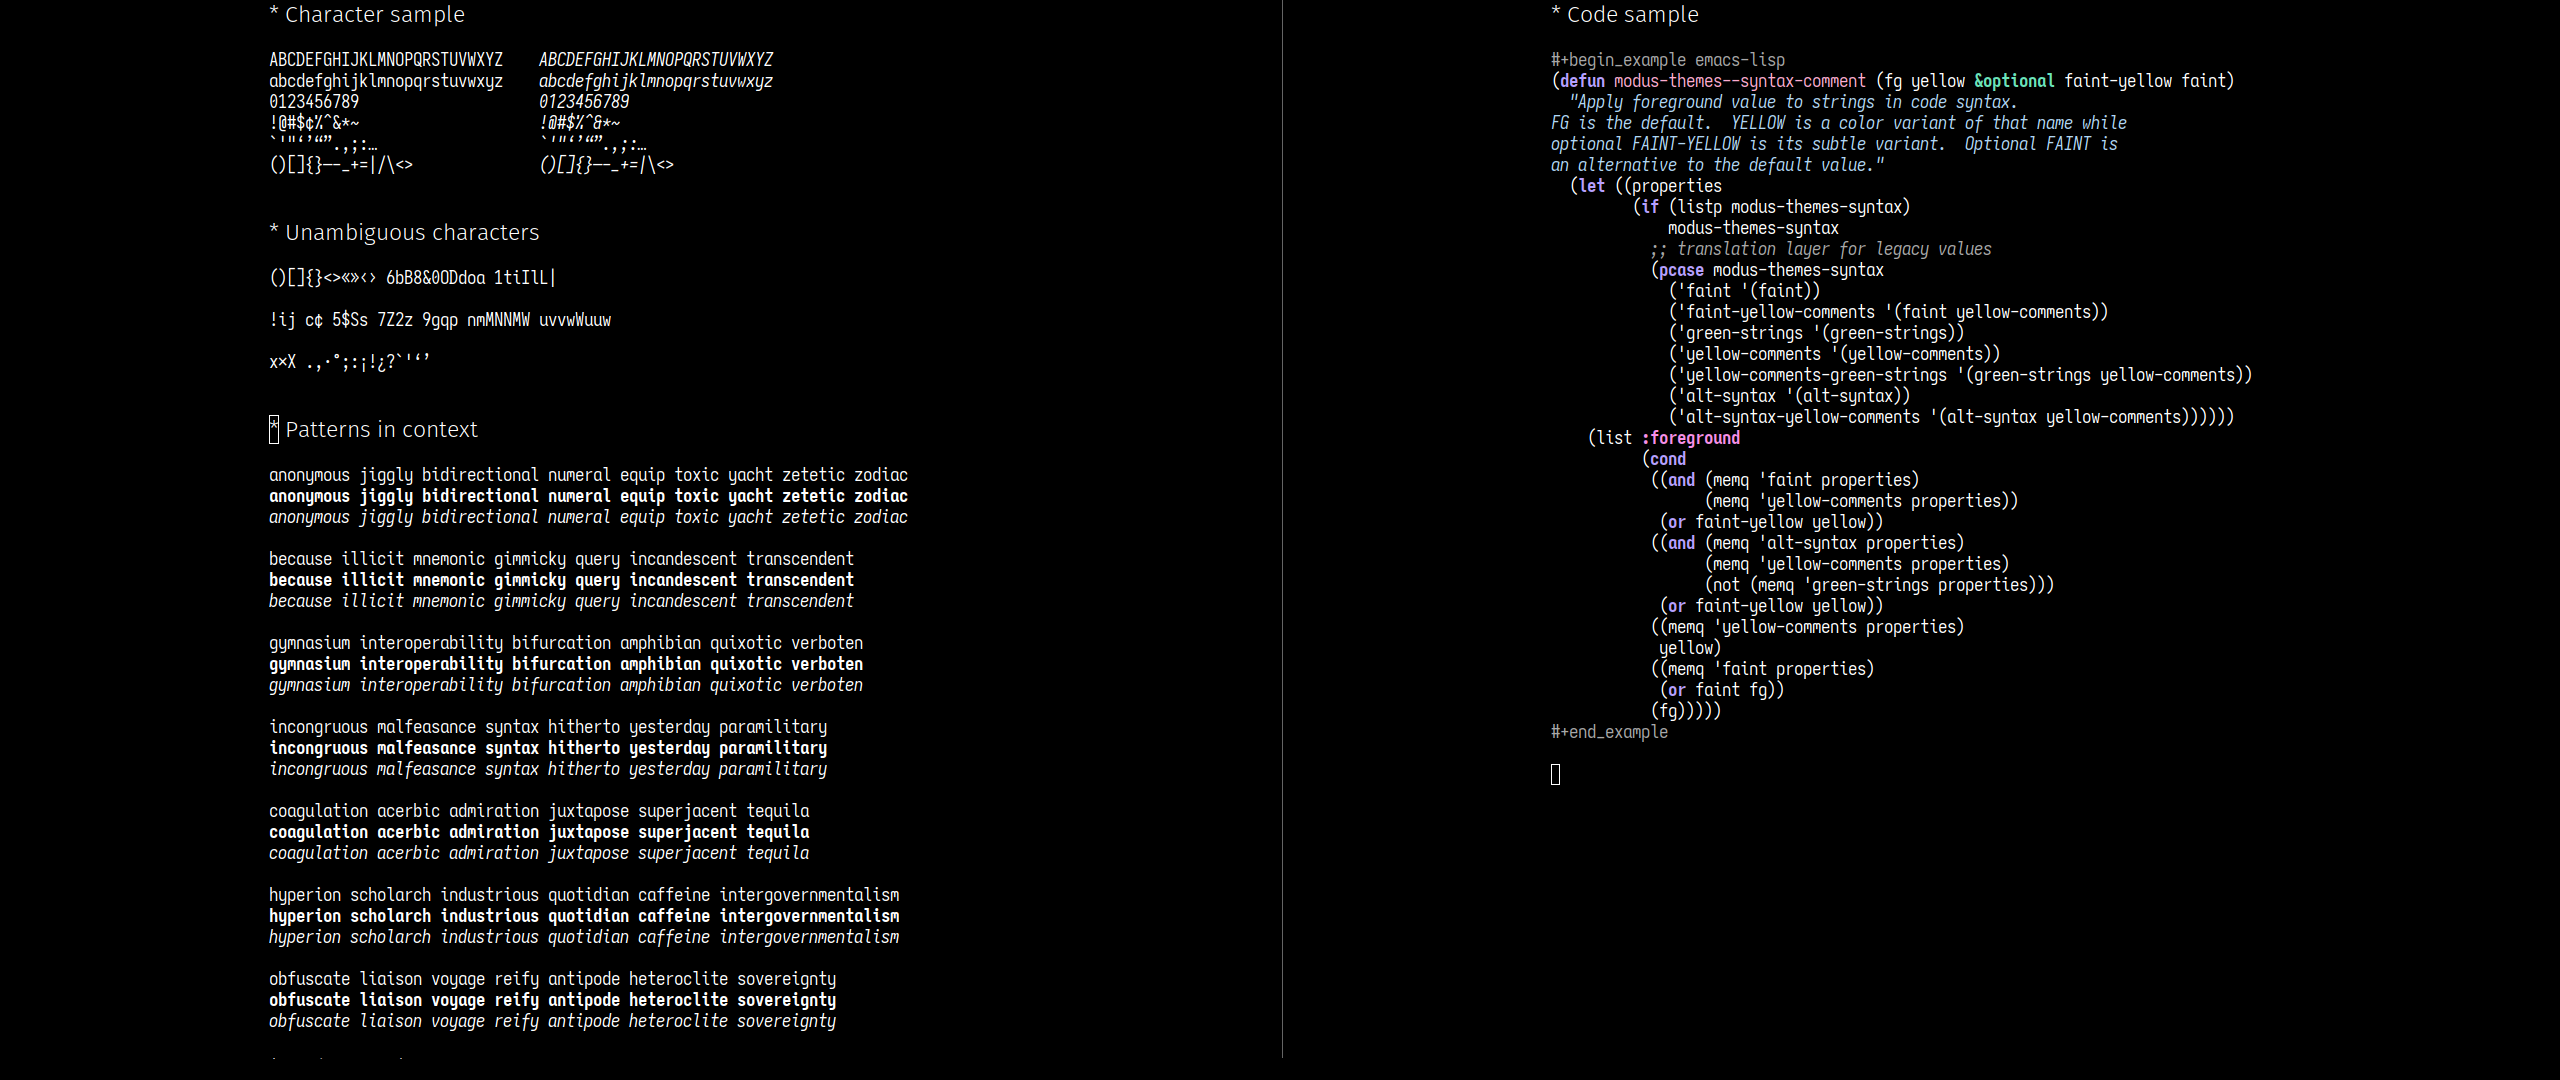 * Character sample
ABCDEFGHIJKLMNOPQRSTUVWXYZ    ABCDEFGHIJKLMNOPQRSTUVWXYZ
abcdefghijklmnopqrstuvwxyz    abcdefghijklmnopqrstuvwxyz
0123456789                    0123456789
!@#$¢%^&*~                    !@#$%^&*~
`'"‘’“”.,;:…                  `'"‘’“”.,;:…
()[]{}—-_+=|/\<>              ()[]{}—-_+=|\<>
* Unambiguous characters
()[]{}<>«»‹› 6bB8&0ODdoa 1tiIlL|
!ij c¢ 5$Ss 7Z2z 9gqp nmMNNMW uvvwWuuw
x×X .,·°;:¡!¿?`'‘’
* Patterns in context
anonymous jiggly bidirectional numeral equip toxic yacht zetetic zodiac
anonymous jiggly bidirectional numeral equip toxic yacht zetetic zodiac
anonymous jiggly bidirectional numeral equip toxic yacht zetetic zodiac
because illicit mnemonic gimmicky query incandescent transcendent
because illicit mnemonic gimmicky query incandescent transcendent
because illicit mnemonic gimmicky query incandescent transcendent
gymnasium interoperability bifurcation amphibian quixotic verboten
gymnasium interoperability bifurcation amphibian quixotic verboten
gymnasium interoperability bifurcation amphibian quixotic verboten
incongruous malfeasance syntax hitherto yesterday paramilitary
incongruous malfeasance syntax hitherto yesterday paramilitary
incongruous malfeasance syntax hitherto yesterday paramilitary
coagulation acerbic admiration juxtapose superjacent tequila
coagulation acerbic admiration juxtapose superjacent tequila
coagulation acerbic admiration juxtapose superjacent tequila
hyperion scholarch industrious quotidian caffeine intergovernmentalism
hyperion scholarch industrious quotidian caffeine intergovernmentalism
hyperion scholarch industrious quotidian caffeine intergovernmentalism
obfuscate liaison voyage reify antipode heteroclite sovereignty
obfuscate liaison voyage reify antipode heteroclite sovereignty
obfuscate liaison voyage reify antipode heteroclite sovereignty
* Code sample
#+begin_example emacs-lisp
(defun modus-themes--syntax-comment (fg yellow &optional faint-yellow faint)
  "Apply foreground value to strings in code syntax.
FG is the default.  YELLOW is a color variant of that name while
optional FAINT-YELLOW is its subtle variant.  Optional FAINT is
an alternative to the default value."
  (let ((properties
         (if (listp modus-themes-syntax)
             modus-themes-syntax
           ;; translation layer for legacy values
           (pcase modus-themes-syntax
             ('faint '(faint))
             ('faint-yellow-comments '(faint yellow-comments))
             ('green-strings '(green-strings))
             ('yellow-comments '(yellow-comments))
             ('yellow-comments-green-strings '(green-strings yellow-comments))
             ('alt-syntax '(alt-syntax))
             ('alt-syntax-yellow-comments '(alt-syntax yellow-comments))))))
    (list :foreground
          (cond
           ((and (memq 'faint properties)
                 (memq 'yellow-comments properties))
            (or faint-yellow yellow))
           ((and (memq 'alt-syntax properties)
                 (memq 'yellow-comments properties)
                 (not (memq 'green-strings properties)))
            (or faint-yellow yellow))
           ((memq 'yellow-comments properties)
            yellow)
           ((memq 'faint properties)
            (or faint fg))
           (fg)))))
#+end_example